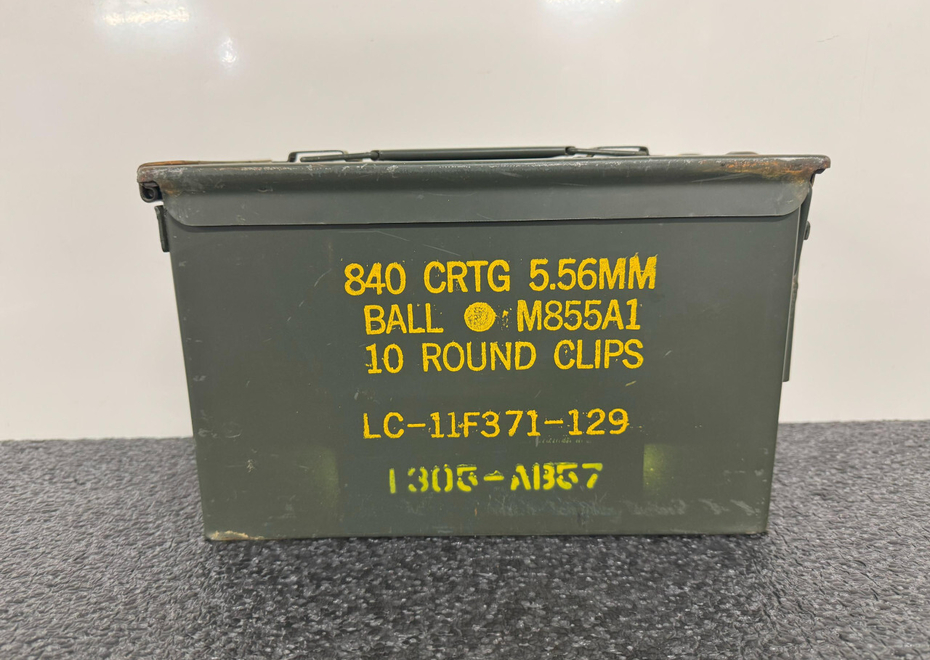 840 CRTG 5.56MM
BALL M855A1
10 ROUND CLIPS
LC-11F371-129
1305-AB57